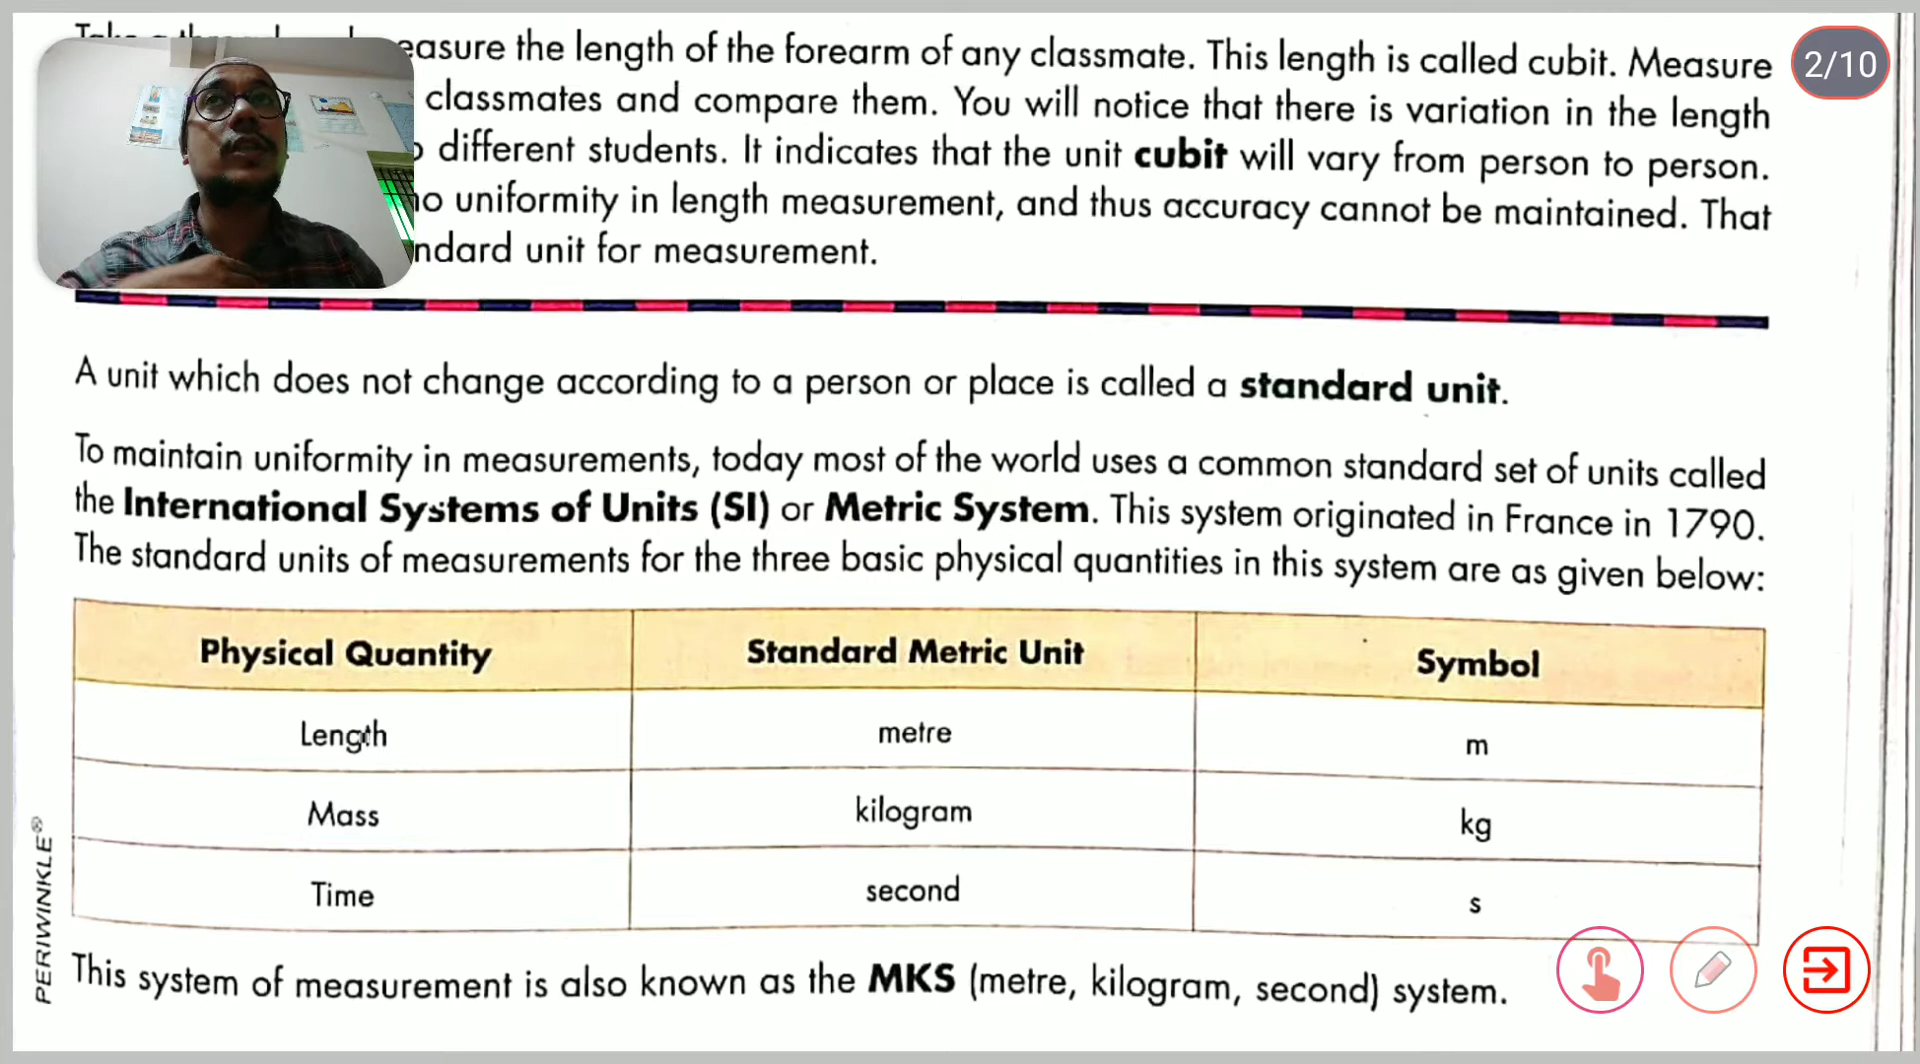 easure the length of the forearm of any classmate. This length is called cubit. Measure
2/10
classmates and compare them. You will notice that there is variation in the length
different students. It indicates that the unit cubit will vary from person to person.
no uniformity in length measurement, and thus accuracy cannot be maintained. That
ndard unit for measurement.
A unit which does not change according to a person or place is called a standard unit.
To maintain uniformity in measurements, today most of the world uses a common standard set of units called
the International Systems of Units (SI) or Metric System. This system originated in France in 1790.
The standard units of measurements for the three basic physical quantities in this system are as given below:
Physical Quantity Standard Metric Unit Symbol
Length metre m
Mass kilogram kg
Time second s
This system of measurement is also known as the MKS (metre, kilogram, second) system.
PERIWINKLE®